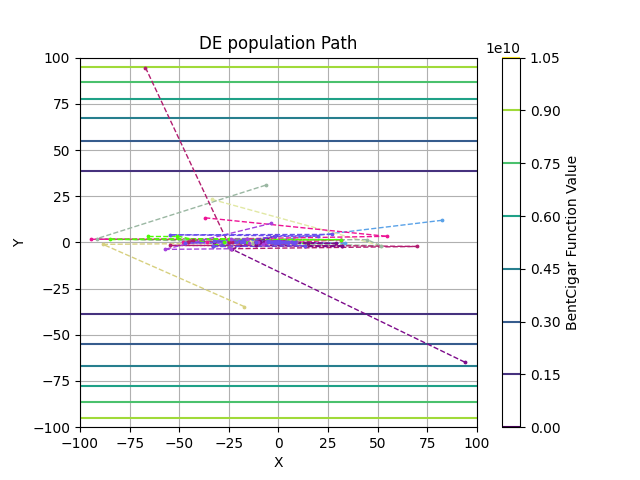 DE population Path
1e10
100
75
50
25
0
−25
−50
−75
−100
Y
−100 −75 −50 −25 0 25 50 75 100
X
1.05
0.90
0.75
0.60
0.45
0.30
0.15
0.00
BentCigar Function Value